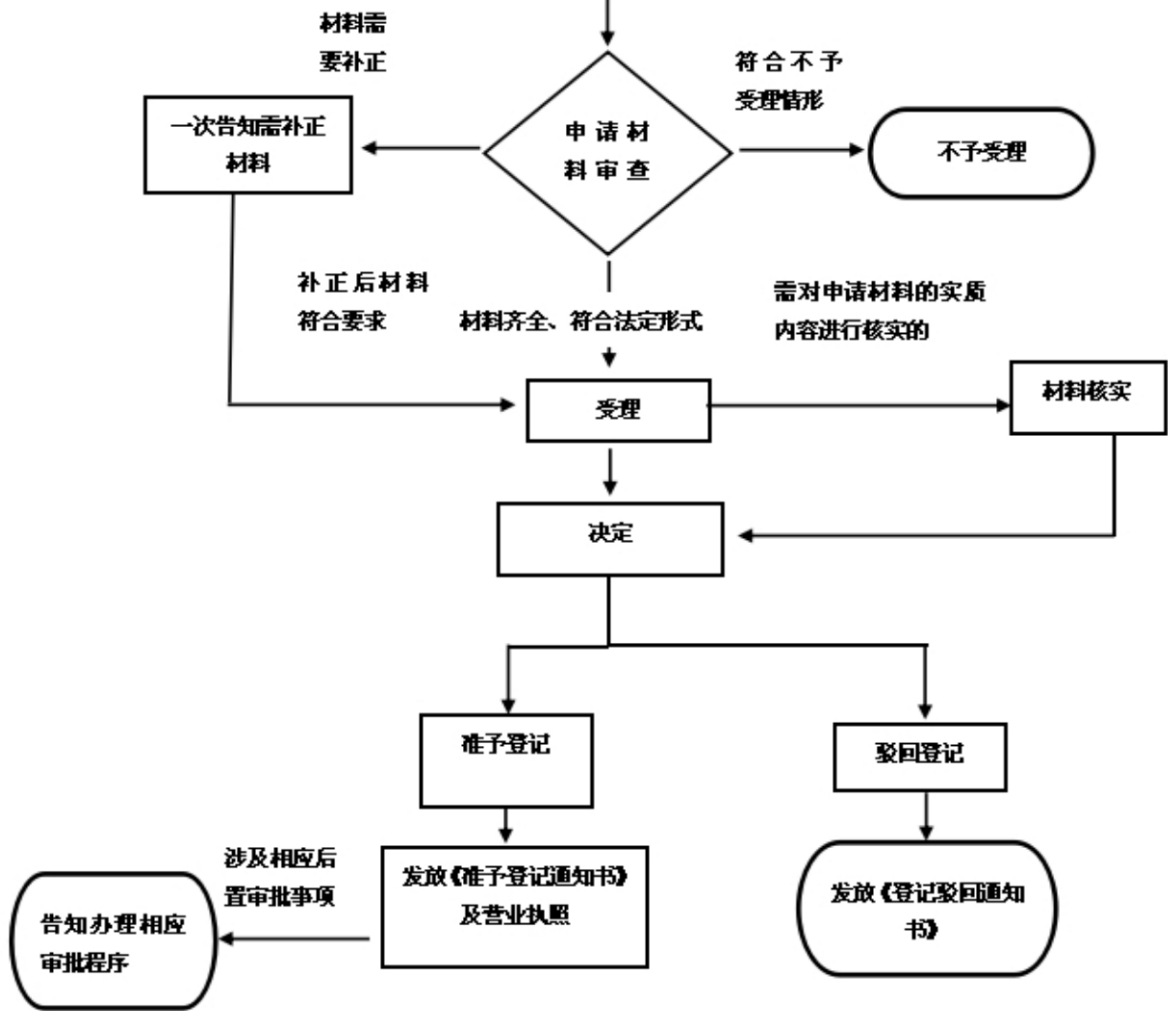 材料需
要补正
符合不予
受理情形
一次告知需补正
材料
申请材
料审查
不予受理
补正后材料
符合要求
材料齐全、符合法定形式
需对申请材料的实质
内容进行核实的
受理
材料核实
决定
准予登记
驳回登记
涉及相应后
置审批事项
发放《准予登记通知书》
及营业执照
发放《登记驳回通知
书》
告知办理相应
审批程序